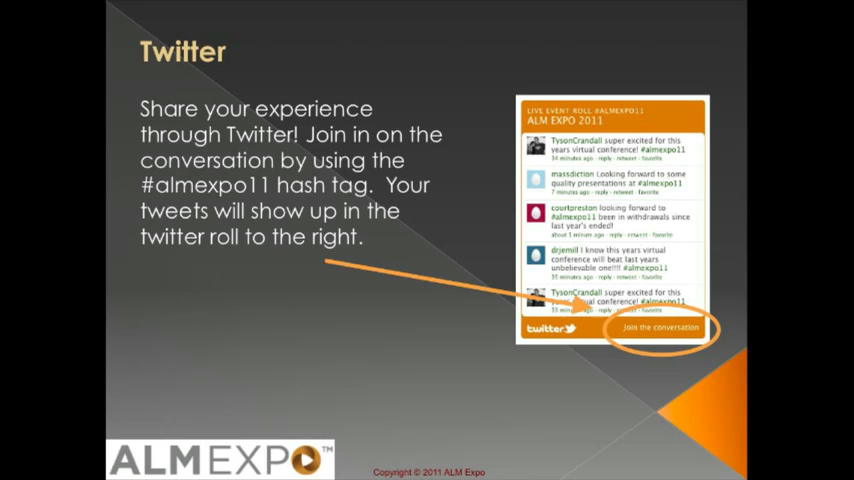 Twitter
Share your experience
through Twitter! Join in on the
conversation by using the
#almexpo11 hash tag.  Your
tweets will show up in the
twitter roll to the right.
LIVE EVENT ROLL #ALMEXPO11
ALM EXPO 2011
TysonCrandall super excited for this
years virtual conference! #almexpo11
34 minutes ago · reply · retweet · favorite
massdiction Looking forward to some
quality presentations at #almexpo11
7 minutes ago · reply · retweet · favorite
courtpreston looking forward to
#almexpo11 been in withdrawals since
last year's ended!
about 1 minute ago · reply · retweet · favorite
drjemill I know this years virtual
conference will beat last years
unbelievable one!!!! #almexpo11
35 minutes ago · reply · retweet · favorite
TysonCrandall super excited for this
years virtual conference! #almexpo11
33 minutes ago · reply · retweet · favorite
twitter
Join the conversation
ALMEXPO™
Copyright © 2011 ALM Expo